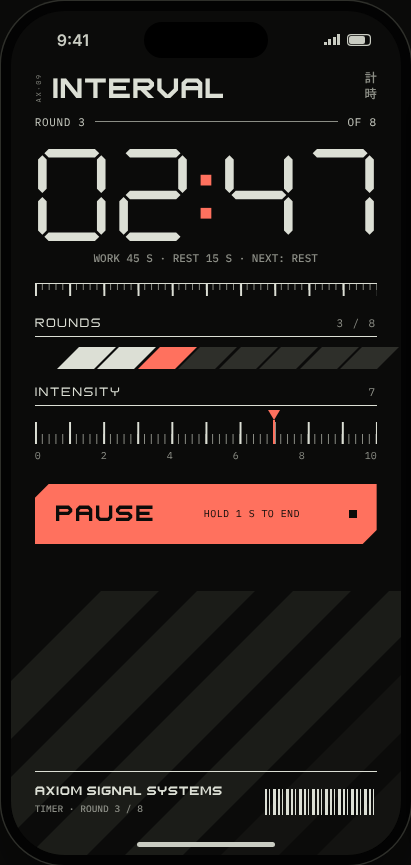 9:41
AX-09
INTERVAL
計時
ROUND 3
OF 8
02:47
WORK 45 S · REST 15 S · NEXT: REST
ROUNDS
3 / 8
INTENSITY
7
0 2 4 6 8 10
PAUSE
HOLD 1 S TO END
AXIOM SIGNAL SYSTEMS
TIMER · ROUND 3 / 8